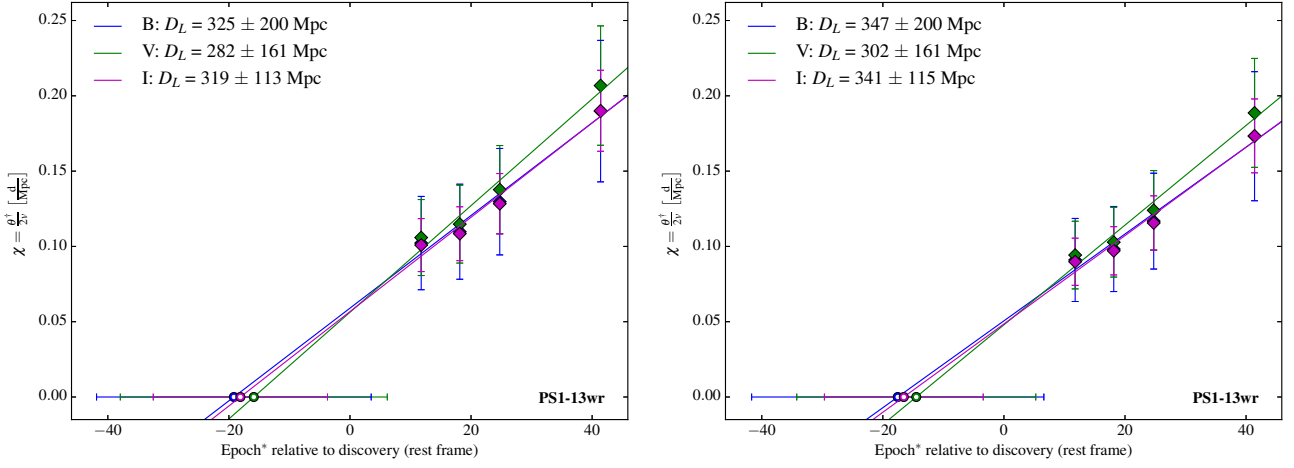 B: D_L = 325 ± 200 Mpc
V: D_L = 282 ± 161 Mpc
I: D_L = 319 ± 113 Mpc
0.25
0.20
0.15
0.10
0.05
0.00
χ = θ†/2ν [d/Mpc]
PS1-13wr
−40 −20 0 20 40
Epoch* relative to discovery (rest frame)
B: D_L = 347 ± 200 Mpc
V: D_L = 302 ± 161 Mpc
I: D_L = 341 ± 115 Mpc
0.25
0.20
0.15
0.10
0.05
0.00
χ = θ†/2ν [d/Mpc]
PS1-13wr
−40 −20 0 20 40
Epoch* relative to discovery (rest frame)